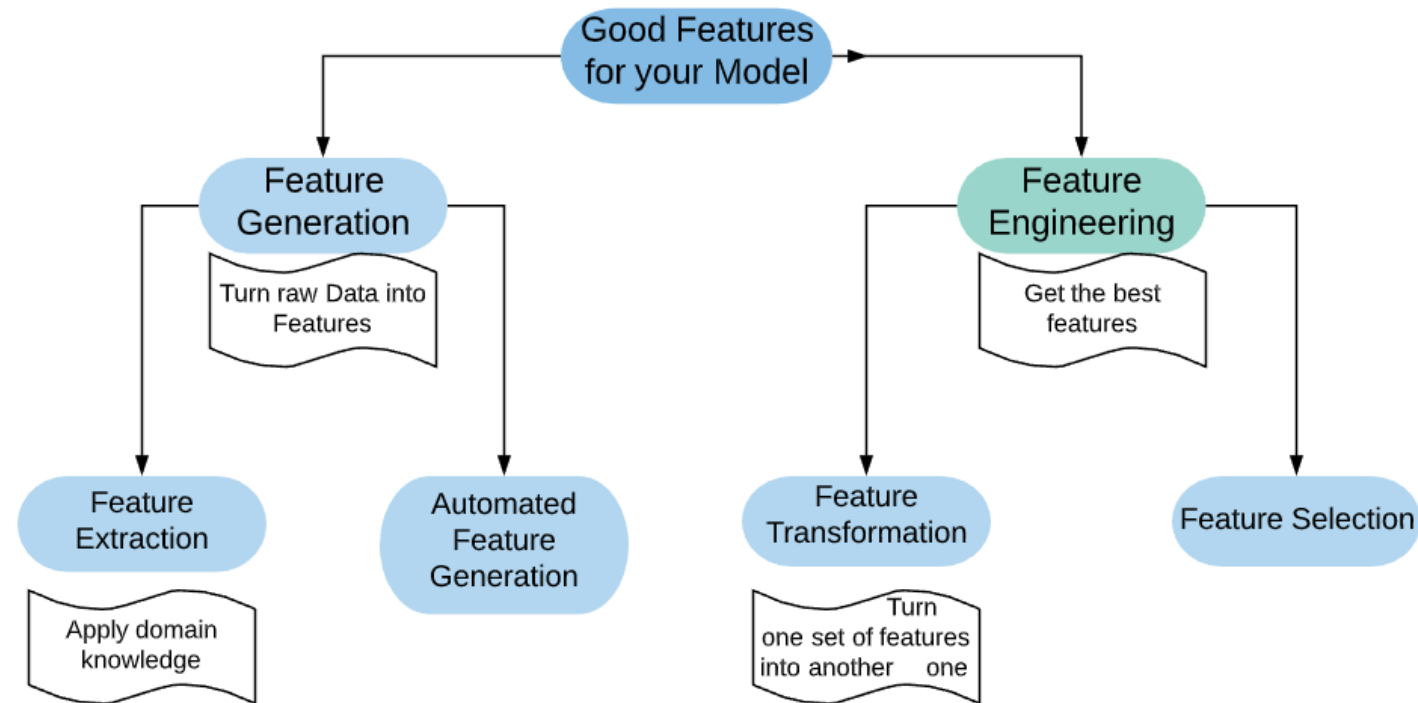 Good Features
for your Model
Feature
Generation
Feature
Engineering
Turn raw Data into
Features
Get the best
features
Feature
Extraction
Automated
Feature
Generation
Feature
Transformation
Feature Selection
Apply domain
knowledge
Turn
one set of features
into another one